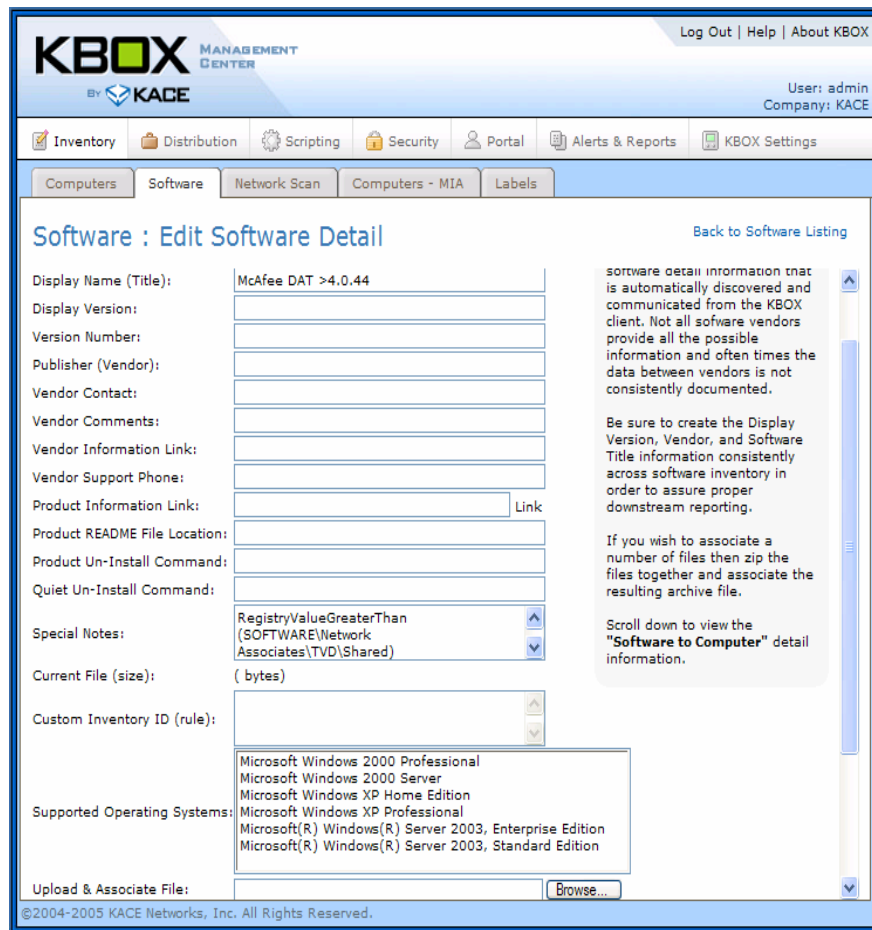 Log Out | Help | About KBOX
KBOX MANAGEMENT CENTER
BY KACE
User: admin
Company: KACE
Inventory Distribution Scripting Security Portal Alerts & Reports KBOX Settings
Computers Software Network Scan Computers - MIA Labels
Software : Edit Software Detail
Back to Software Listing
Display Name (Title): McAfee DAT >4.0.44
Display Version:
Version Number:
Publisher (Vendor):
Vendor Contact:
Vendor Comments:
Vendor Information Link:
Vendor Support Phone:
Product Information Link: Link
Product README File Location:
Product Un-Install Command:
Quiet Un-Install Command:
Special Notes:
RegistryValueGreaterThan
(SOFTWARE\Network
Associates\TVD\Shared)
Current File (size): ( bytes)
Custom Inventory ID (rule):
Supported Operating Systems:
Microsoft Windows 2000 Professional
Microsoft Windows 2000 Server
Microsoft Windows XP Home Edition
Microsoft Windows XP Professional
Microsoft(R) Windows(R) Server 2003, Enterprise Edition
Microsoft(R) Windows(R) Server 2003, Standard Edition
Upload & Associate File: Browse...
software detail information that
is automatically discovered and
communicated from the KBOX
client. Not all sofware vendors
provide all the possible
information and often times the
data between vendors is not
consistently documented.
Be sure to create the Display
Version, Vendor, and Software
Title information consistently
across software inventory in
order to assure proper
downstream reporting.
If you wish to associate a
number of files then zip the
files together and associate the
resulting archive file.
Scroll down to view the
"Software to Computer" detail
information.
©2004-2005 KACE Networks, Inc. All Rights Reserved.